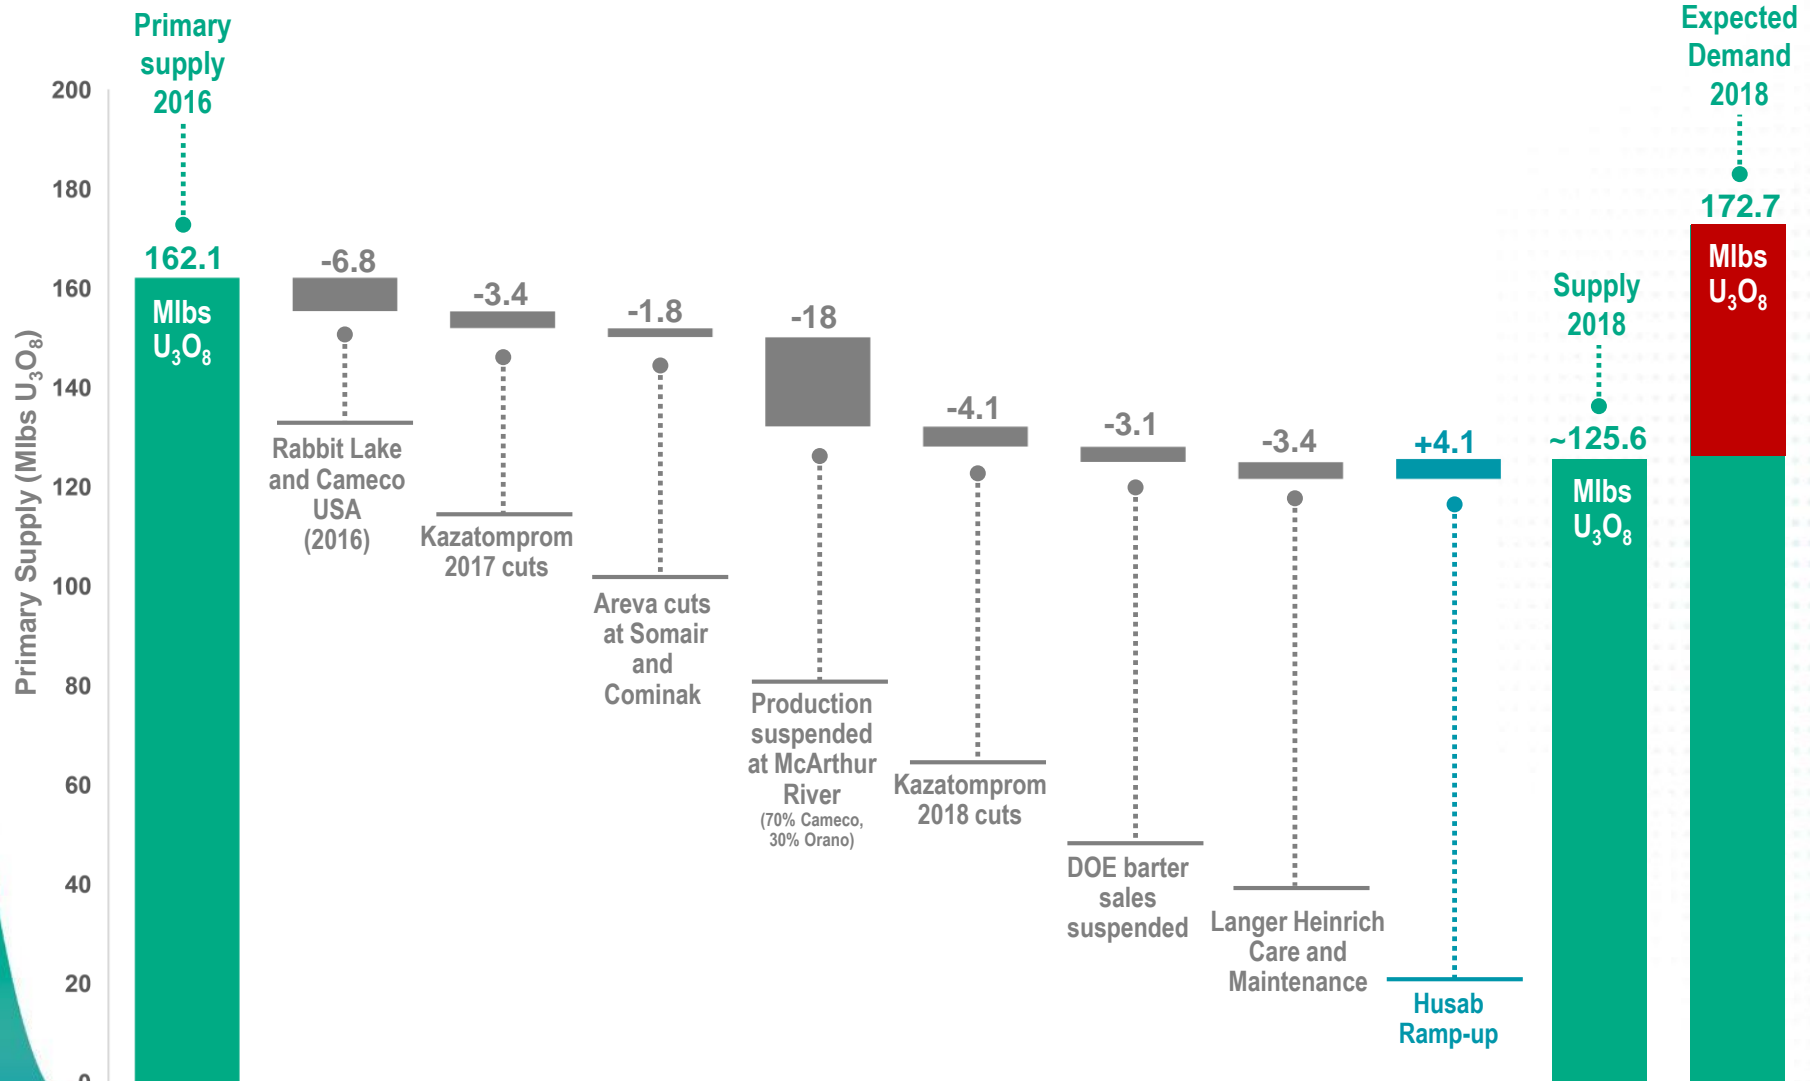 Primary
supply
2016
Expected
Demand
2018
Primary Supply (Mlbs U₃O₈)
200
180
160
140
120
100
80
60
40
20
0
162.1
Mlbs
U₃O₈
-6.8
Rabbit Lake
and Cameco
USA
(2016)
-3.4
Kazatomprom
2017 cuts
-1.8
Areva cuts
at Somair
and
Cominak
-18
Production
suspended
at McArthur
River
(70% Cameco,
30% Orano)
-4.1
Kazatomprom
2018 cuts
-3.1
DOE barter
sales
suspended
-3.4
Langer Heinrich
Care and
Maintenance
+4.1
Husab
Ramp-up
Supply
2018
~125.6
Mlbs
U₃O₈
172.7
Mlbs
U₃O₈